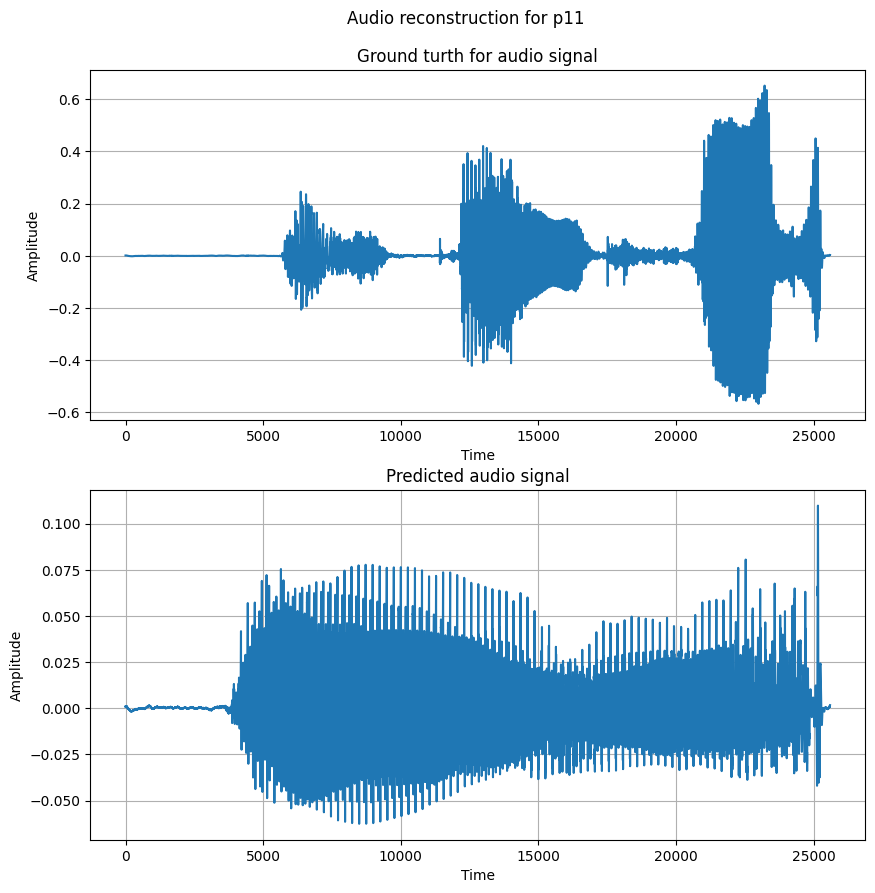 Audio reconstruction for p11
Ground turth for audio signal
0.6
0.4
0.2
0.0
−0.2
−0.4
−0.6
Amplitude
0 5000 10000 15000 20000 25000
Time
Predicted audio signal
0.100
0.075
0.050
0.025
0.000
−0.025
−0.050
Amplitude
0 5000 10000 15000 20000 25000
Time